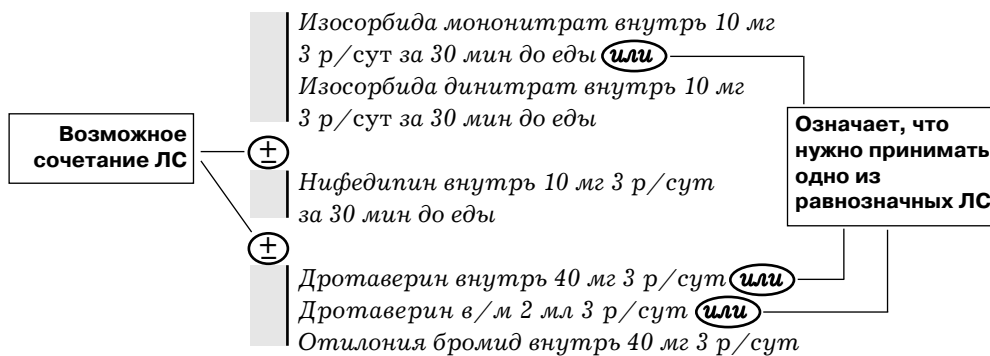 Изосорбида мононитрат внутрь 10 мг
3 р/сут за 30 мин до еды или
Изосорбида динитрат внутрь 10 мг
3 р/сут за 30 мин до еды
Возможное
сочетание ЛС
±
Означает, что
нужно принимать
одно из
равнозначных ЛС
Нифедипин внутрь 10 мг 3 р/сут
за 30 мин до еды
±
Дротаверин внутрь 40 мг 3 р/сут или
Дротаверин в/м 2 мл 3 р/сут или
Отилония бромид внутрь 40 мг 3 р/сут